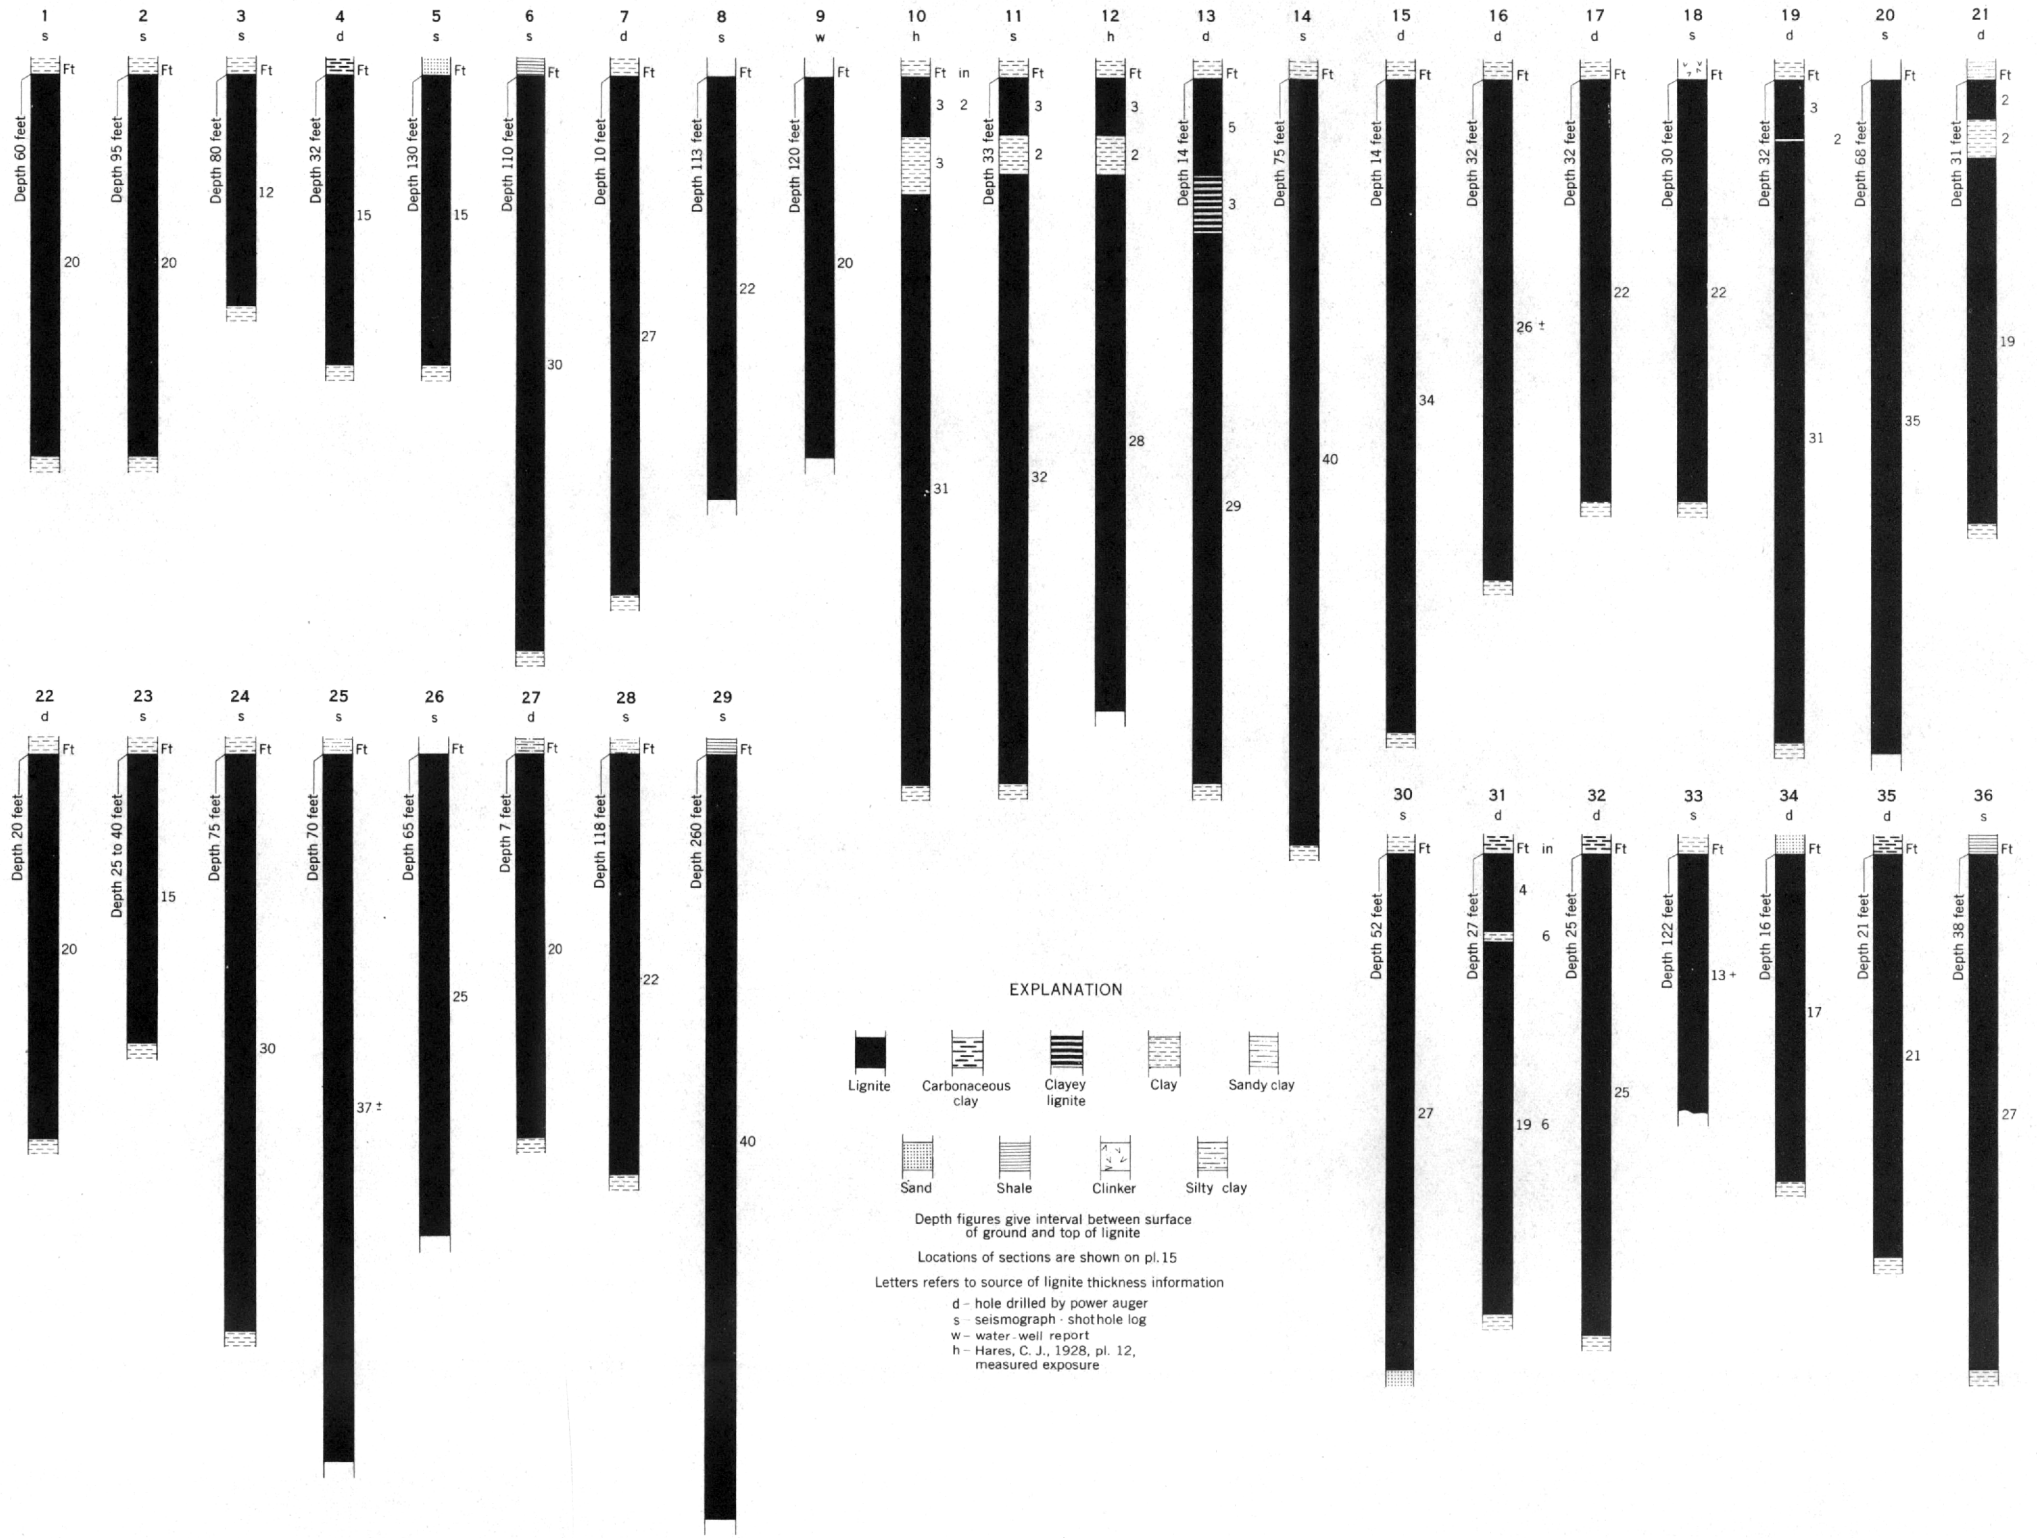 1 2 3 4 5 6 7 8 9 10 11 12 13 14 15 16 17 18 19 20 21
s s s d s s d s w h s h d s d d d s d s d
Ft Ft Ft Ft Ft Ft Ft Ft Ft Ft in Ft Ft Ft Ft Ft Ft Ft Ft Ft Ft Ft
Depth 60 feet
20
Depth 95 feet
20
Depth 80 feet
12
Depth 32 feet
15
Depth 130 feet
15
Depth 110 feet
30
Depth 10 feet
27
Depth 113 feet
22
Depth 120 feet
20
3 2
3
31
Depth 33 feet
3
2
32
3
2
28
Depth 14 feet
5
3
29
Depth 75 feet
40
Depth 14 feet
34
Depth 32 feet
26 ±
Depth 32 feet
22
Depth 30 feet
22
Depth 32 feet
3
2
31
Depth 68 feet
35
Depth 31 feet
2
2
19
22 23 24 25 26 27 28 29
d s s s s d s s
Ft Ft Ft Ft Ft Ft Ft Ft
Depth 20 feet
20
Depth 25 to 40 feet
15
Depth 75 feet
30
Depth 70 feet
37 ±
Depth 65 feet
25
Depth 7 feet
20
Depth 118 feet
22
Depth 260 feet
40
30 31 32 33 34 35 36
s d d s d d s
Ft Ft in Ft Ft Ft Ft Ft
Depth 52 feet
27
Depth 27 feet
4
6
19 6
Depth 25 feet
25
Depth 122 feet
13 +
Depth 16 feet
17
Depth 21 feet
21
Depth 38 feet
27
EXPLANATION
Lignite
Carbonaceous
clay
Clayey
lignite
Clay
Sandy clay
Sand
Shale
Clinker
Silty clay
Depth figures give interval between surface
of ground and top of lignite
Locations of sections are shown on pl. 15
Letters refers to source of lignite thickness information
d - hole drilled by power auger
s - seismograph - shothole log
w - water-well report
h - Hares, C. J., 1928, pl. 12,
measured exposure